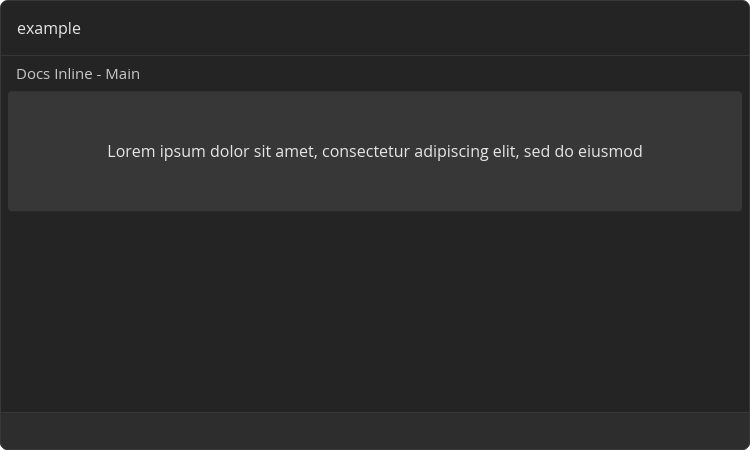 example
Docs Inline - Main
Lorem ipsum dolor sit amet, consectetur adipiscing elit, sed do eiusmod